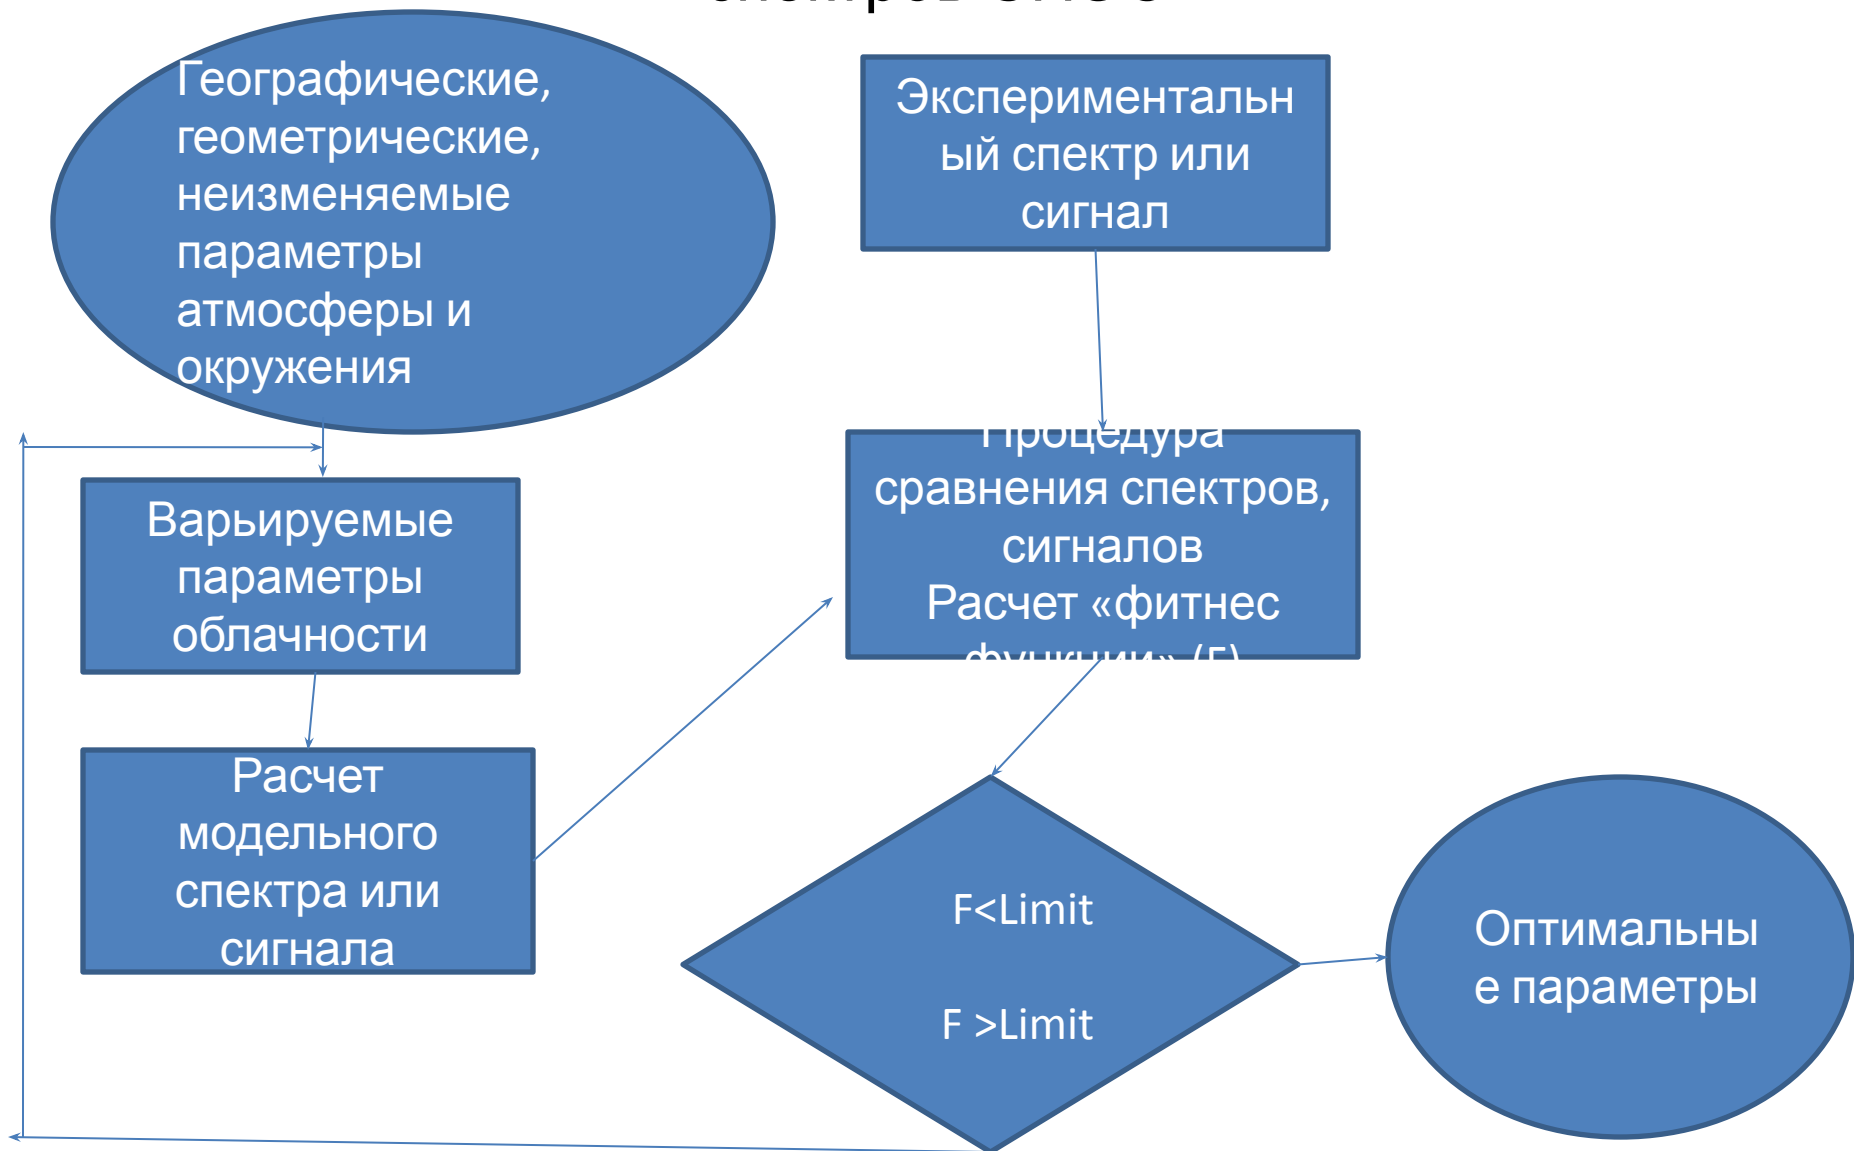 Географические,
геометрические,
неизменяемые
параметры
атмосферы и
окружения
Экспериментальн
ый спектр или
сигнал
Варьируемые
параметры
облачности
Процедура
сравнения спектров,
сигналов
Расчет «фитнес
функции» (F)
Расчет
модельного
спектра или
сигнала
F<Limit
F >Limit
Оптимальны
е параметры